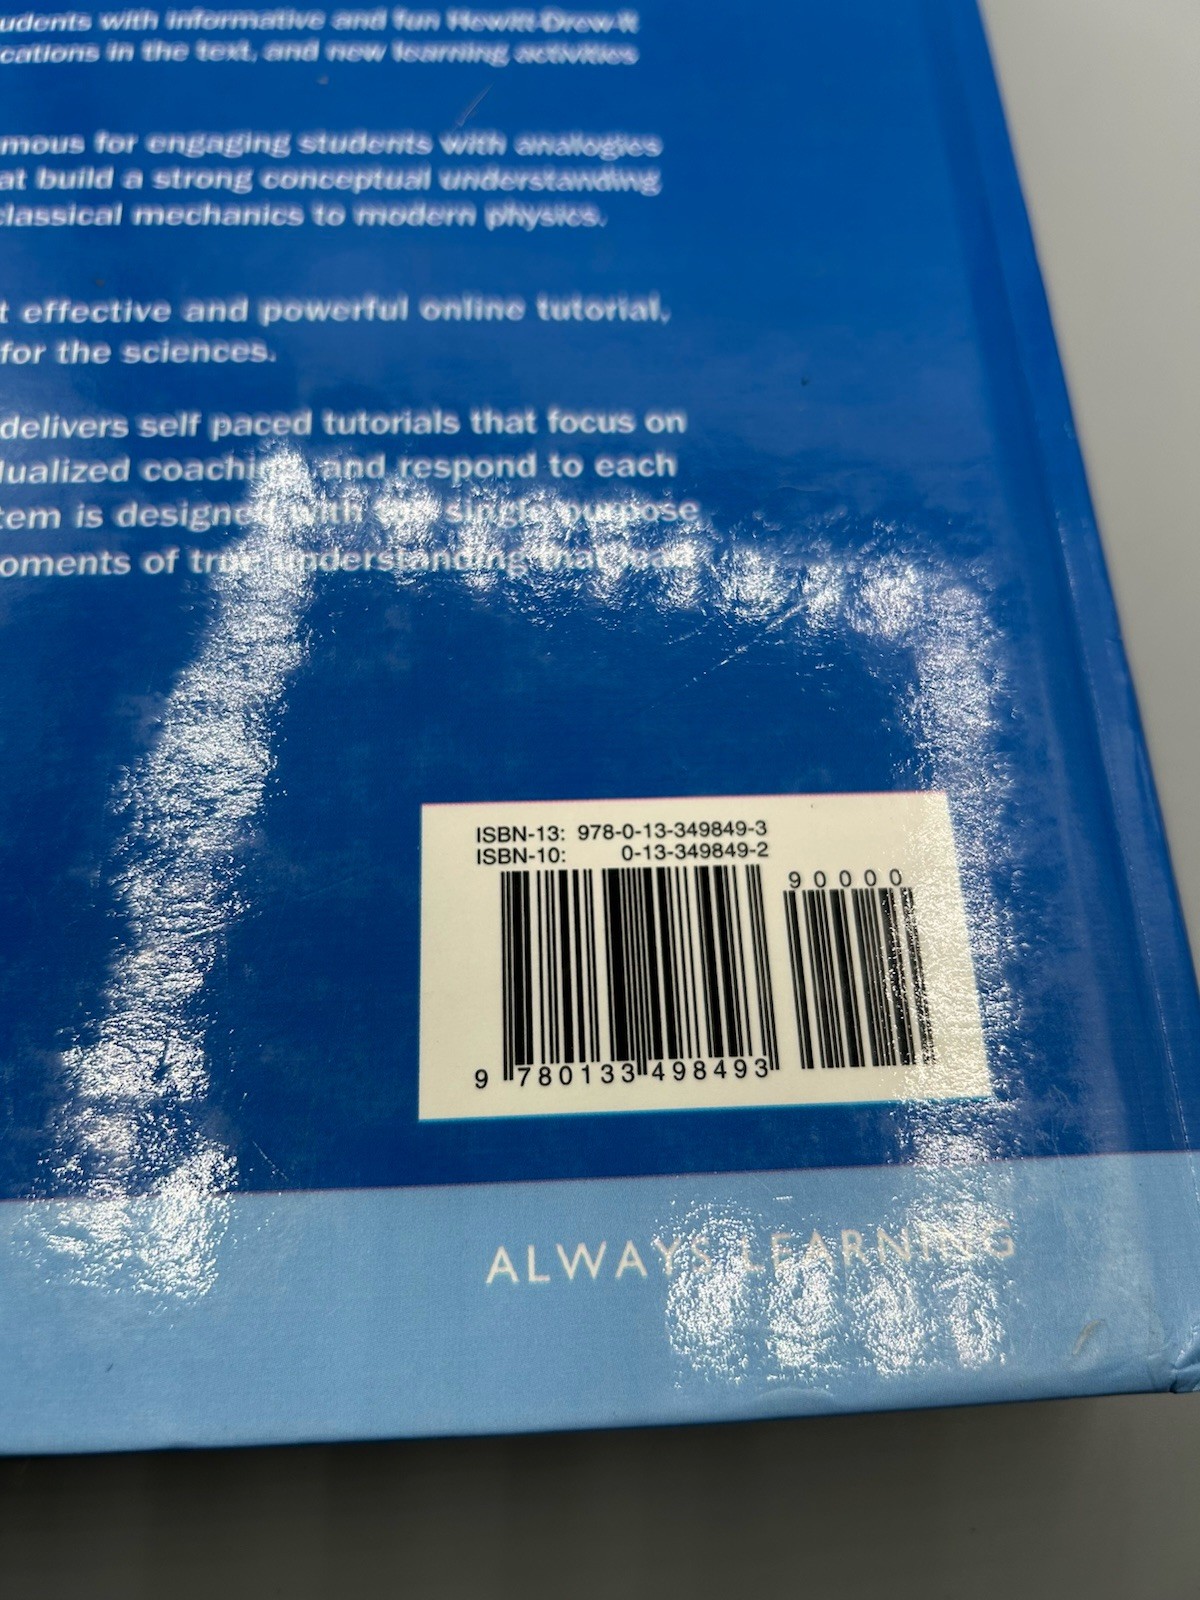 udents with informative and fun Hewitt-Drew-It
cations in the text, and new learning activities
mous for engaging students with analogies
at build a strong conceptual understanding
classical mechanics to modern physics.
t effective and powerful online tutorial,
for the sciences.
delivers self paced tutorials that focus on
dualized coaching and respond to each
tem is designed with the single purpose
oments of true understanding that lead
ISBN-13: 978-0-13-349849-3
ISBN-10: 0-13-349849-2
90000
9 780133 498493
ALWAYS LEARNING